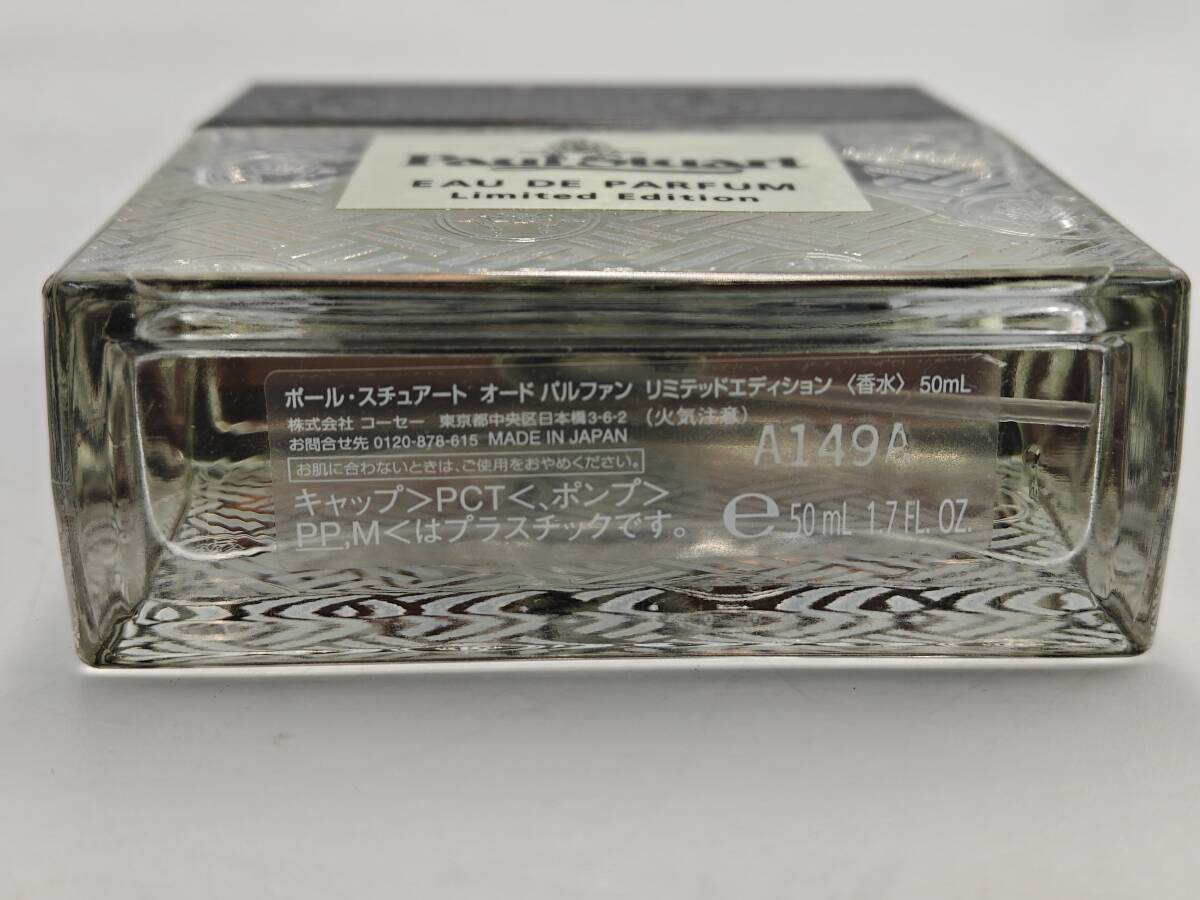 Paul Stuart
EAU DE PARFUM
Limited Edition
ポール・スチュアート オード パルファン リミテッドエディション 〈香水〉 50mL
株式会社 コーセー 東京都中央区日本橋3-6-2 (火気注意)
お問合せ先 0120-878-615 MADE IN JAPAN
お肌に合わないときは、ご使用をおやめください。
A149A
キャップ>PCT<、ポンプ>
PP,M<はプラスチックです。
e 50 mL 1.7 FL. OZ.